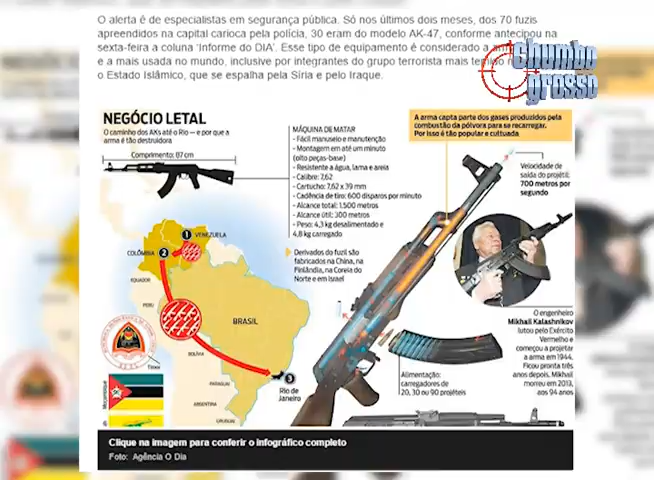 O alerta é de especialistas em segurança pública. Só nos últimos dois meses, dos 70 fuzis
apreendidos na capital carioca pela polícia, 30 eram do modelo AK-47, conforme antecipou na
sexta-feira a coluna 'Informe do DIA'. Esse tipo de equipamento é considerado a
e a mais usada no mundo, inclusive por integrantes do grupo terrorista mais
o Estado Islâmico, que se espalha pela Síria e pelo Iraque.
chumbo
grosso
NEGÓCIO LETAL
O caminho dos AKs até o Rio — e por que a
arma é tão destruidora
Comprimento: 87 cm
MÁQUINA DE MATAR
- Fácil manuseio e manutenção
- Montagem em até um minuto
(oito peças-base)
- Resistente a água, lama e areia
- Calibre: 7,62
- Cartucho: 7,62 x 39 mm
- Cadência de tiro: 600 disparos por minuto
- Alcance total: 1.500 metros
- Alcance útil: 300 metros
- Peso: 4,3 kg desalimentado e
4,8 kg carregado
Derivados do fuzil são
fabricados na China, na
Finlândia, na Coreia do
Norte e em Israel
A arma capta parte dos gases produzidos pela
combustão da pólvora para se recarregar.
Por isso é tão popular e cultuada
Velocidade de
saída do projétil:
700 metros por
segundo
1
VENEZUELA
COLÔMBIA
2
EQUADOR
PERU
BRASIL
BOLÍVIA
PARAGUAI
ARGENTINA
URUGUAI
3
Rio de
Janeiro
Timor
Moçambique
O engenheiro
Mikhail Kalashnikov
lutou pelo Exército
Vermelho e
começou a projetar
a arma em 1944.
Ficou pronta três
anos depois. Mikhail
morreu em 2013,
aos 94 anos
Alimentação:
carregadores de
20, 30 ou 90 projéteis
Clique na imagem para conferir o infográfico completo
Foto: Agência O Dia